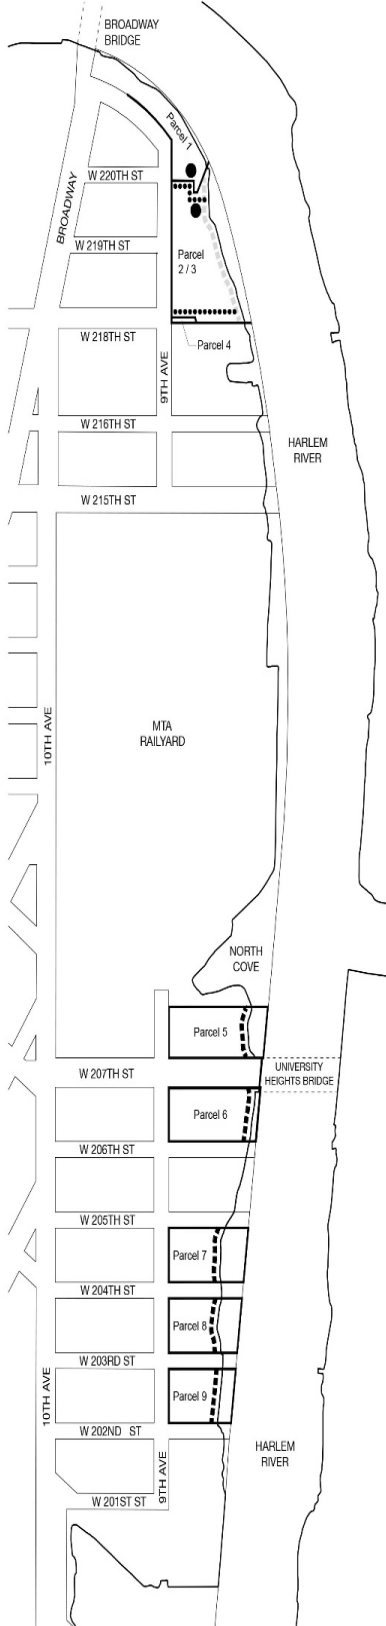 BROADWAY
BRIDGE
Parcel 1
W 220TH ST
BROADWAY
W 219TH ST
Parcel
2 / 3
W 218TH ST
Parcel 4
9TH AVE
W 216TH ST
HARLEM
RIVER
W 215TH ST
10TH AVE
MTA
RAILYARD
NORTH
COVE
Parcel 5
W 207TH ST
UNIVERSITY
HEIGHTS BRIDGE
Parcel 6
W 206TH ST
W 205TH ST
Parcel 7
W 204TH ST
Parcel 8
W 203RD ST
10TH AVE
Parcel 9
W 202ND ST
HARLEM
RIVER
9TH AVE
W 201ST ST